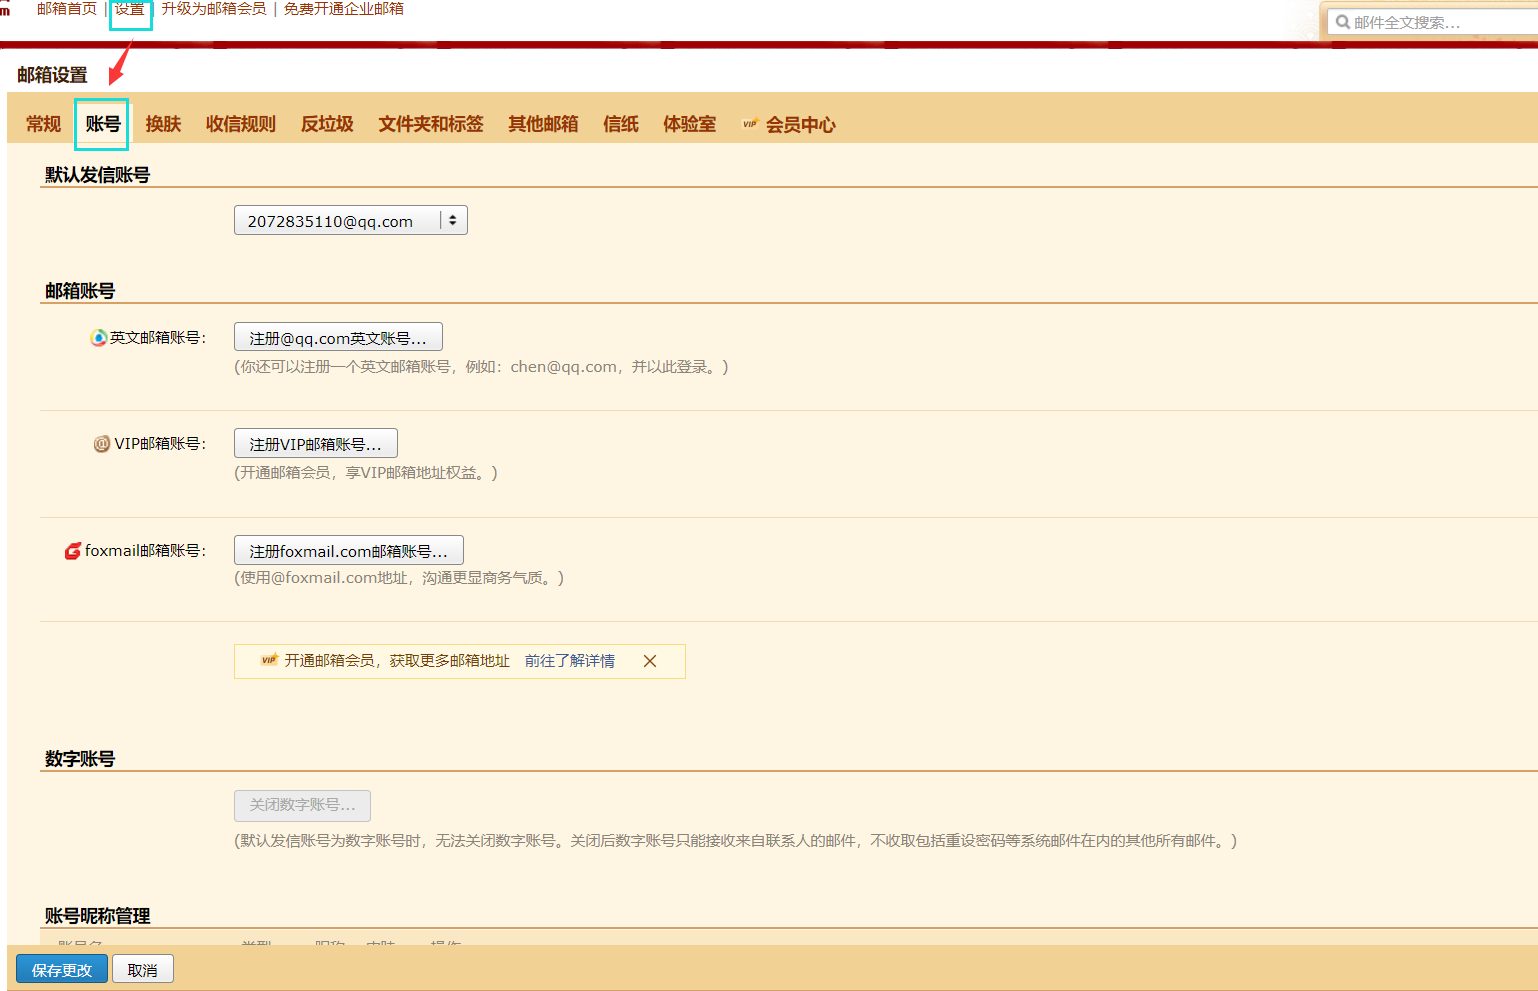 邮箱首页 | 设置 | 升级为邮箱会员 | 免费开通企业邮箱
邮件全文搜索...
邮箱设置
常规 账号 换肤 收信规则 反垃圾 文件夹和标签 其他邮箱 信纸 体验室 VIP 会员中心
默认发信账号
2072835110@qq.com
邮箱账号
英文邮箱账号： 注册@qq.com英文账号...
(你还可以注册一个英文邮箱账号，例如：chen@qq.com，并以此登录。)
VIP邮箱账号： 注册VIP邮箱账号...
(开通邮箱会员，享VIP邮箱地址权益。)
foxmail邮箱账号： 注册foxmail.com邮箱账号...
(使用@foxmail.com地址，沟通更显商务气质。)
VIP 开通邮箱会员，获取更多邮箱地址 前往了解详情
数字账号
关闭数字账号...
(默认发信账号为数字账号时，无法关闭数字账号。关闭后数字账号只能接收来自联系人的邮件，不收取包括重设密码等系统邮件在内的其他所有邮件。)
账号昵称管理
保存更改 取消